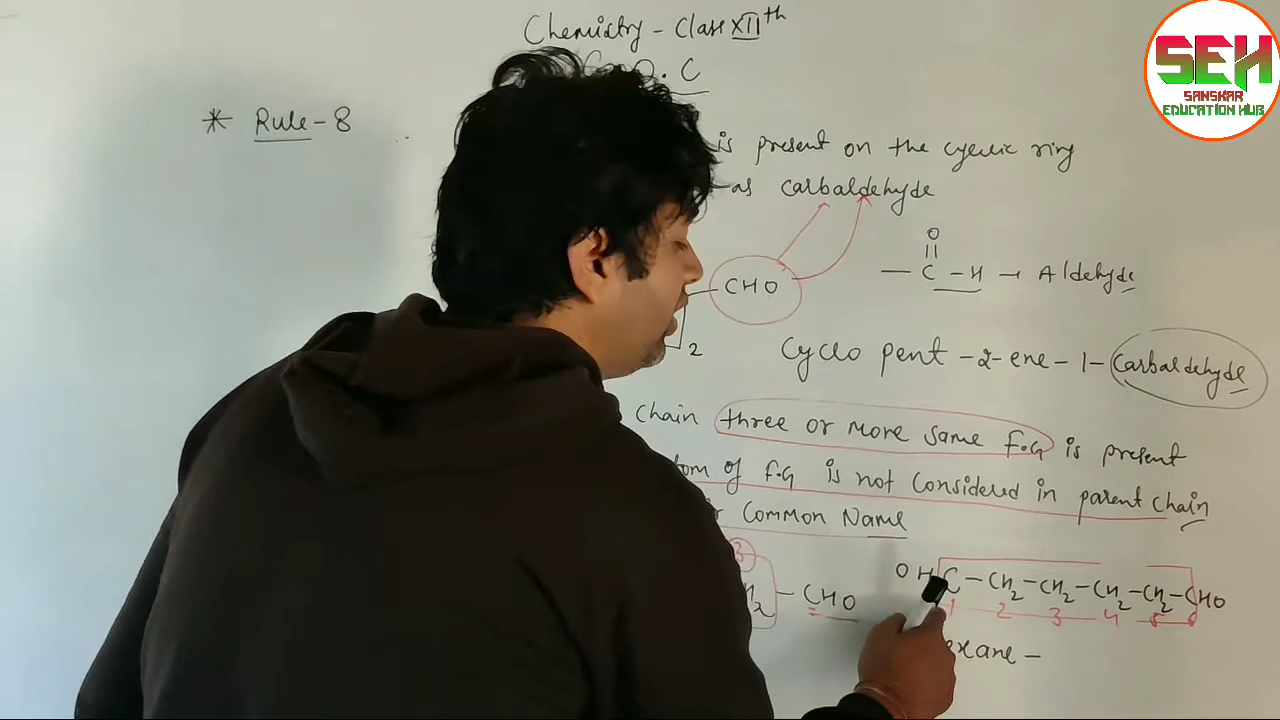 Chemistry - Class XIIth
O.C
SEH
SANSKAR
EDUCATION HUB
* Rule-8
is present on the cyclic ring
as carbaldehyde
CHO
O
||
— C - H → Aldehyde
2
Cyclo pent -2-ene-1-Carbaldehyde
chain three or more same F.G is present
of F.G is not Considered in parent chain
Common Name
3
- CHO
OHC - CH2 - CH2 - CH2 - CH2 - CHO
1 2 3 4 5 6
exane -